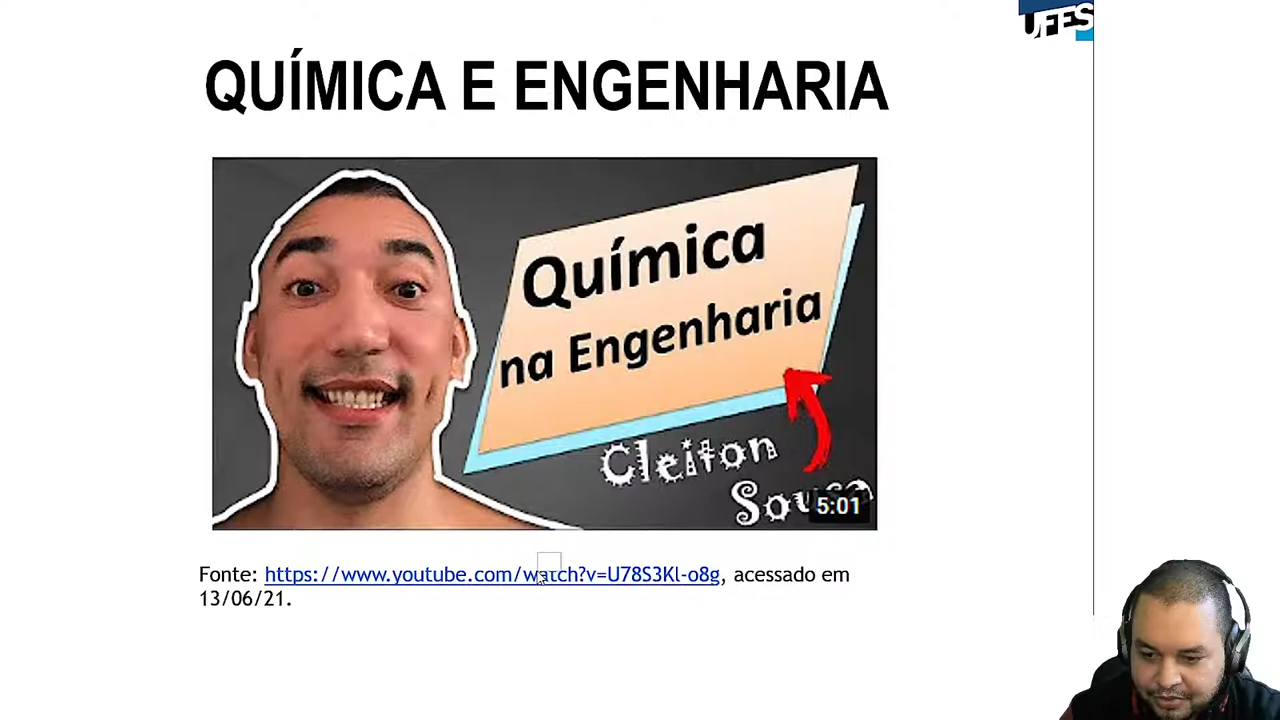 UFES
QUÍMICA E ENGENHARIA
Química
na Engenharia
Cleiton
Sousa
5:01
Fonte: https://www.youtube.com/watch?v=U78S3Kl-o8g, acessado em
13/06/21.